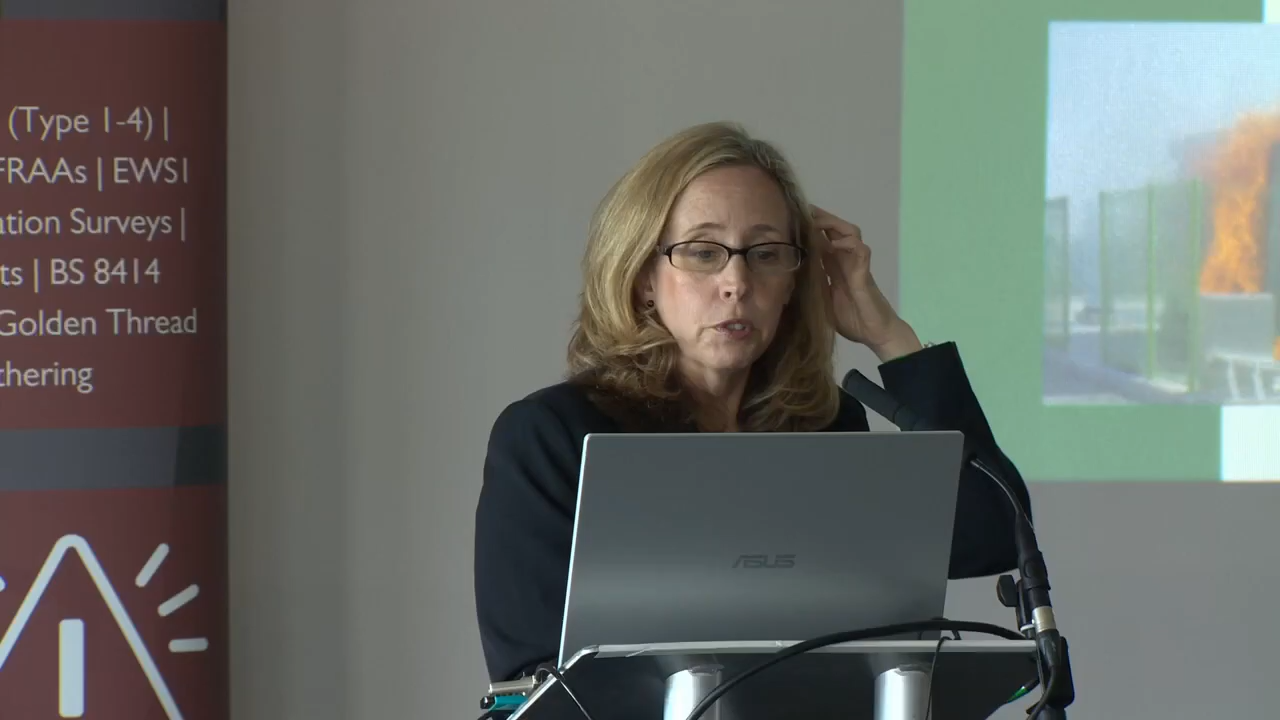 (Type 1-4) |
FRAAs | EWS1
ation Surveys |
ts | BS 8414
Golden Thread
thering
ASUS